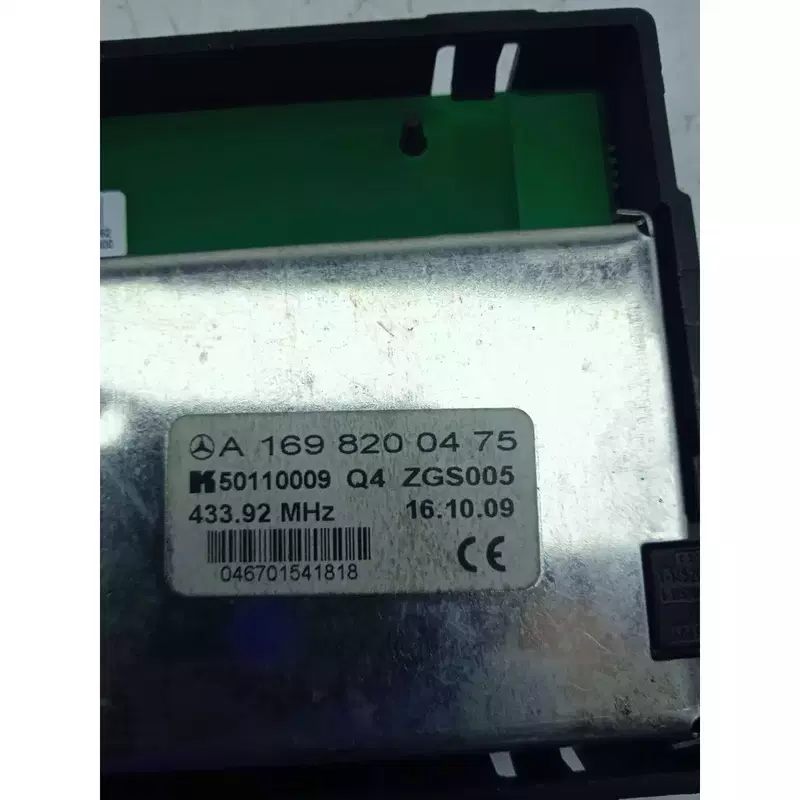 A 169 820 04 75
K 50110009 Q4 ZGS005
433.92 MHz 16.10.09
CE
046701541818